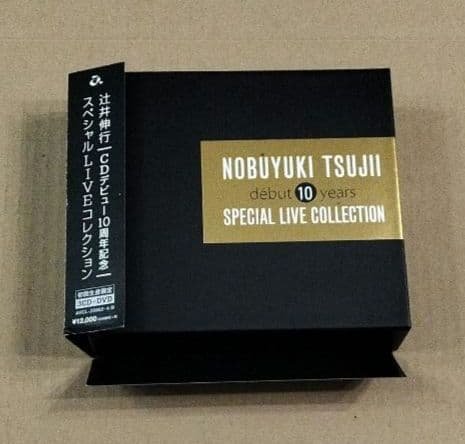 辻井伸行 CDデビュー10周年記念
スペシャルLIVEコレクション
初回生産限定
3CD+DVD
¥12,000
NOBUYUKI TSUJII
début 10 years
SPECIAL LIVE COLLECTION